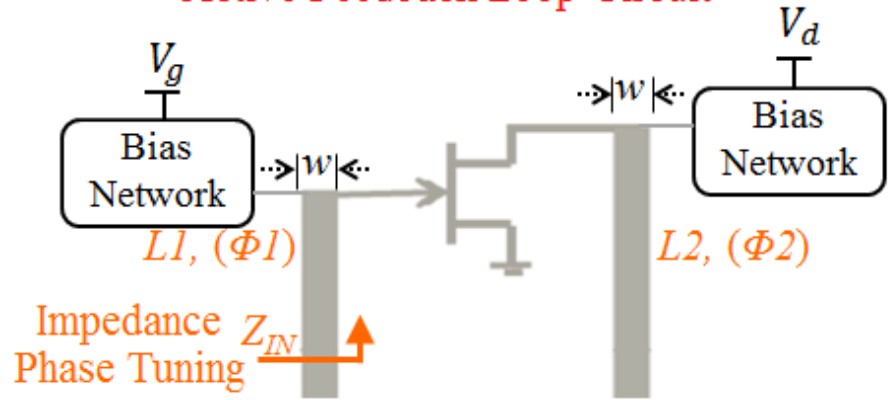 V_d
V_g
w
Bias
Network
Bias
Network
w
L1, (Φ1)
L2, (Φ2)
Impedance
Phase Tuning
Z_IN